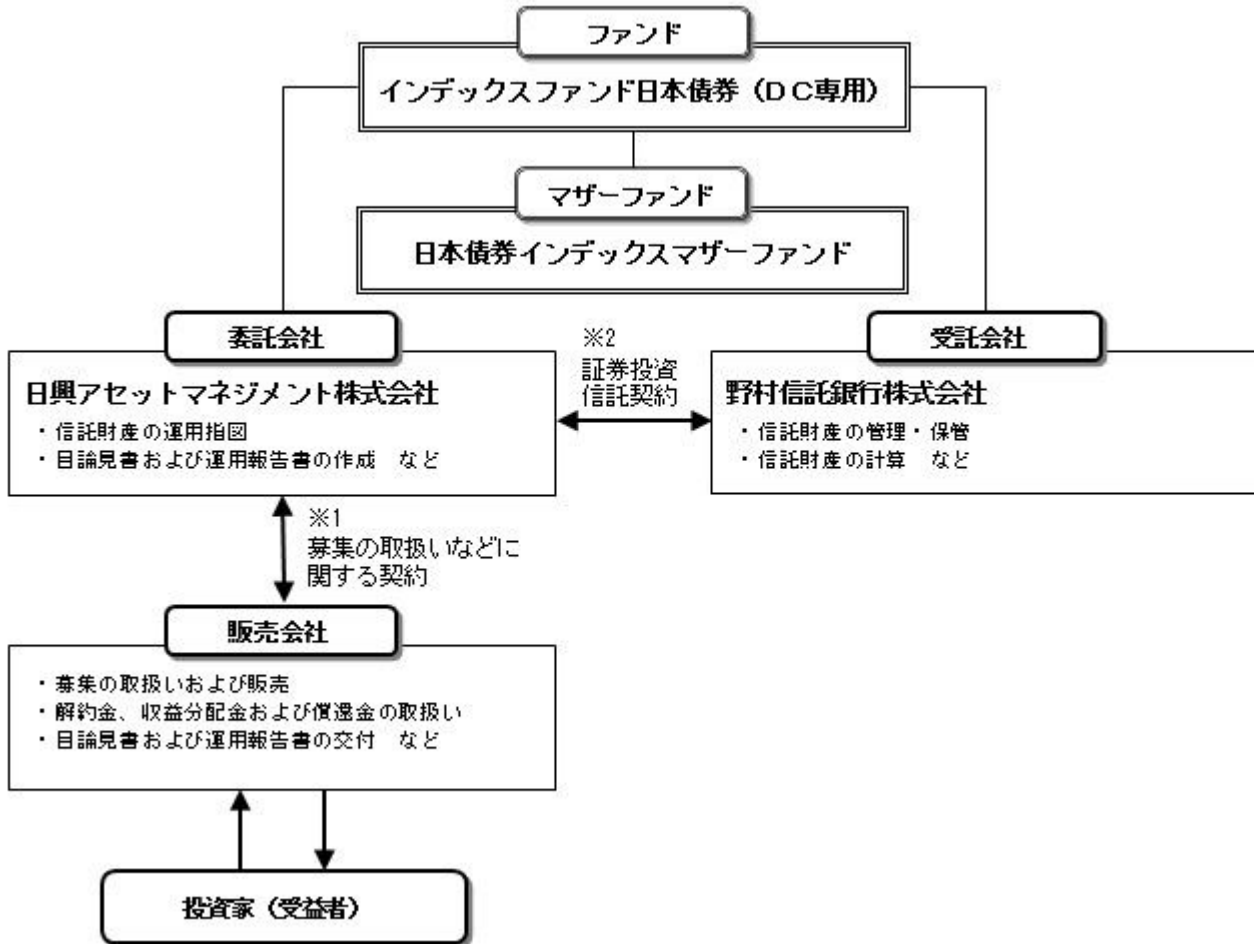 ファンド
インデックスファンド日本債券（ＤＣ専用）
マザーファンド
日本債券インデックスマザーファンド
委託会社
日興アセットマネジメント株式会社
・信託財産の運用指図
・目論見書および運用報告書の作成　など
※2
証券投資
信託契約
受託会社
野村信託銀行株式会社
・信託財産の管理・保管
・信託財産の計算　など
※1
募集の取扱いなどに
関する契約
販売会社
・募集の取扱いおよび販売
・解約金、収益分配金および償還金の取扱い
・目論見書および運用報告書の交付　など
投資家（受益者）